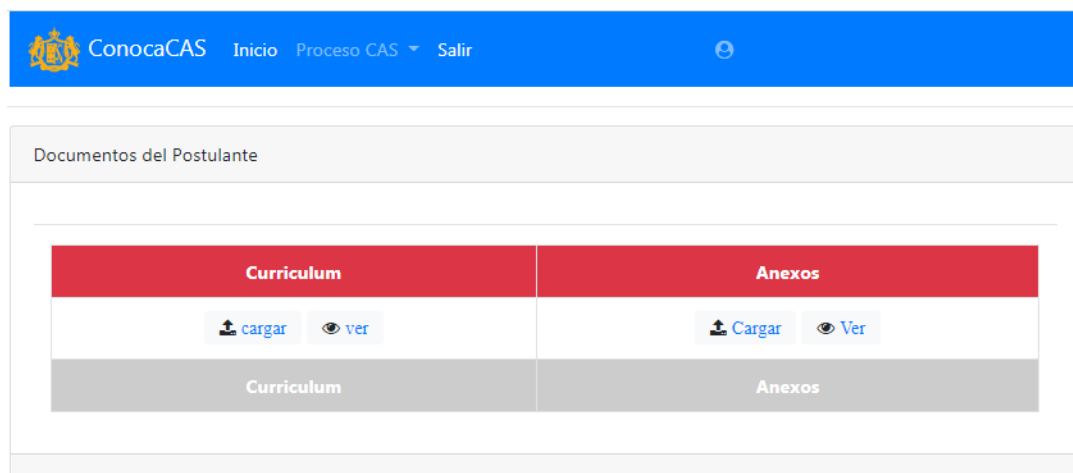 ConocaCAS Inicio Proceso CAS Salir
Documentos del Postulante
Curriculum Anexos
cargar ver Cargar Ver
Curriculum Anexos